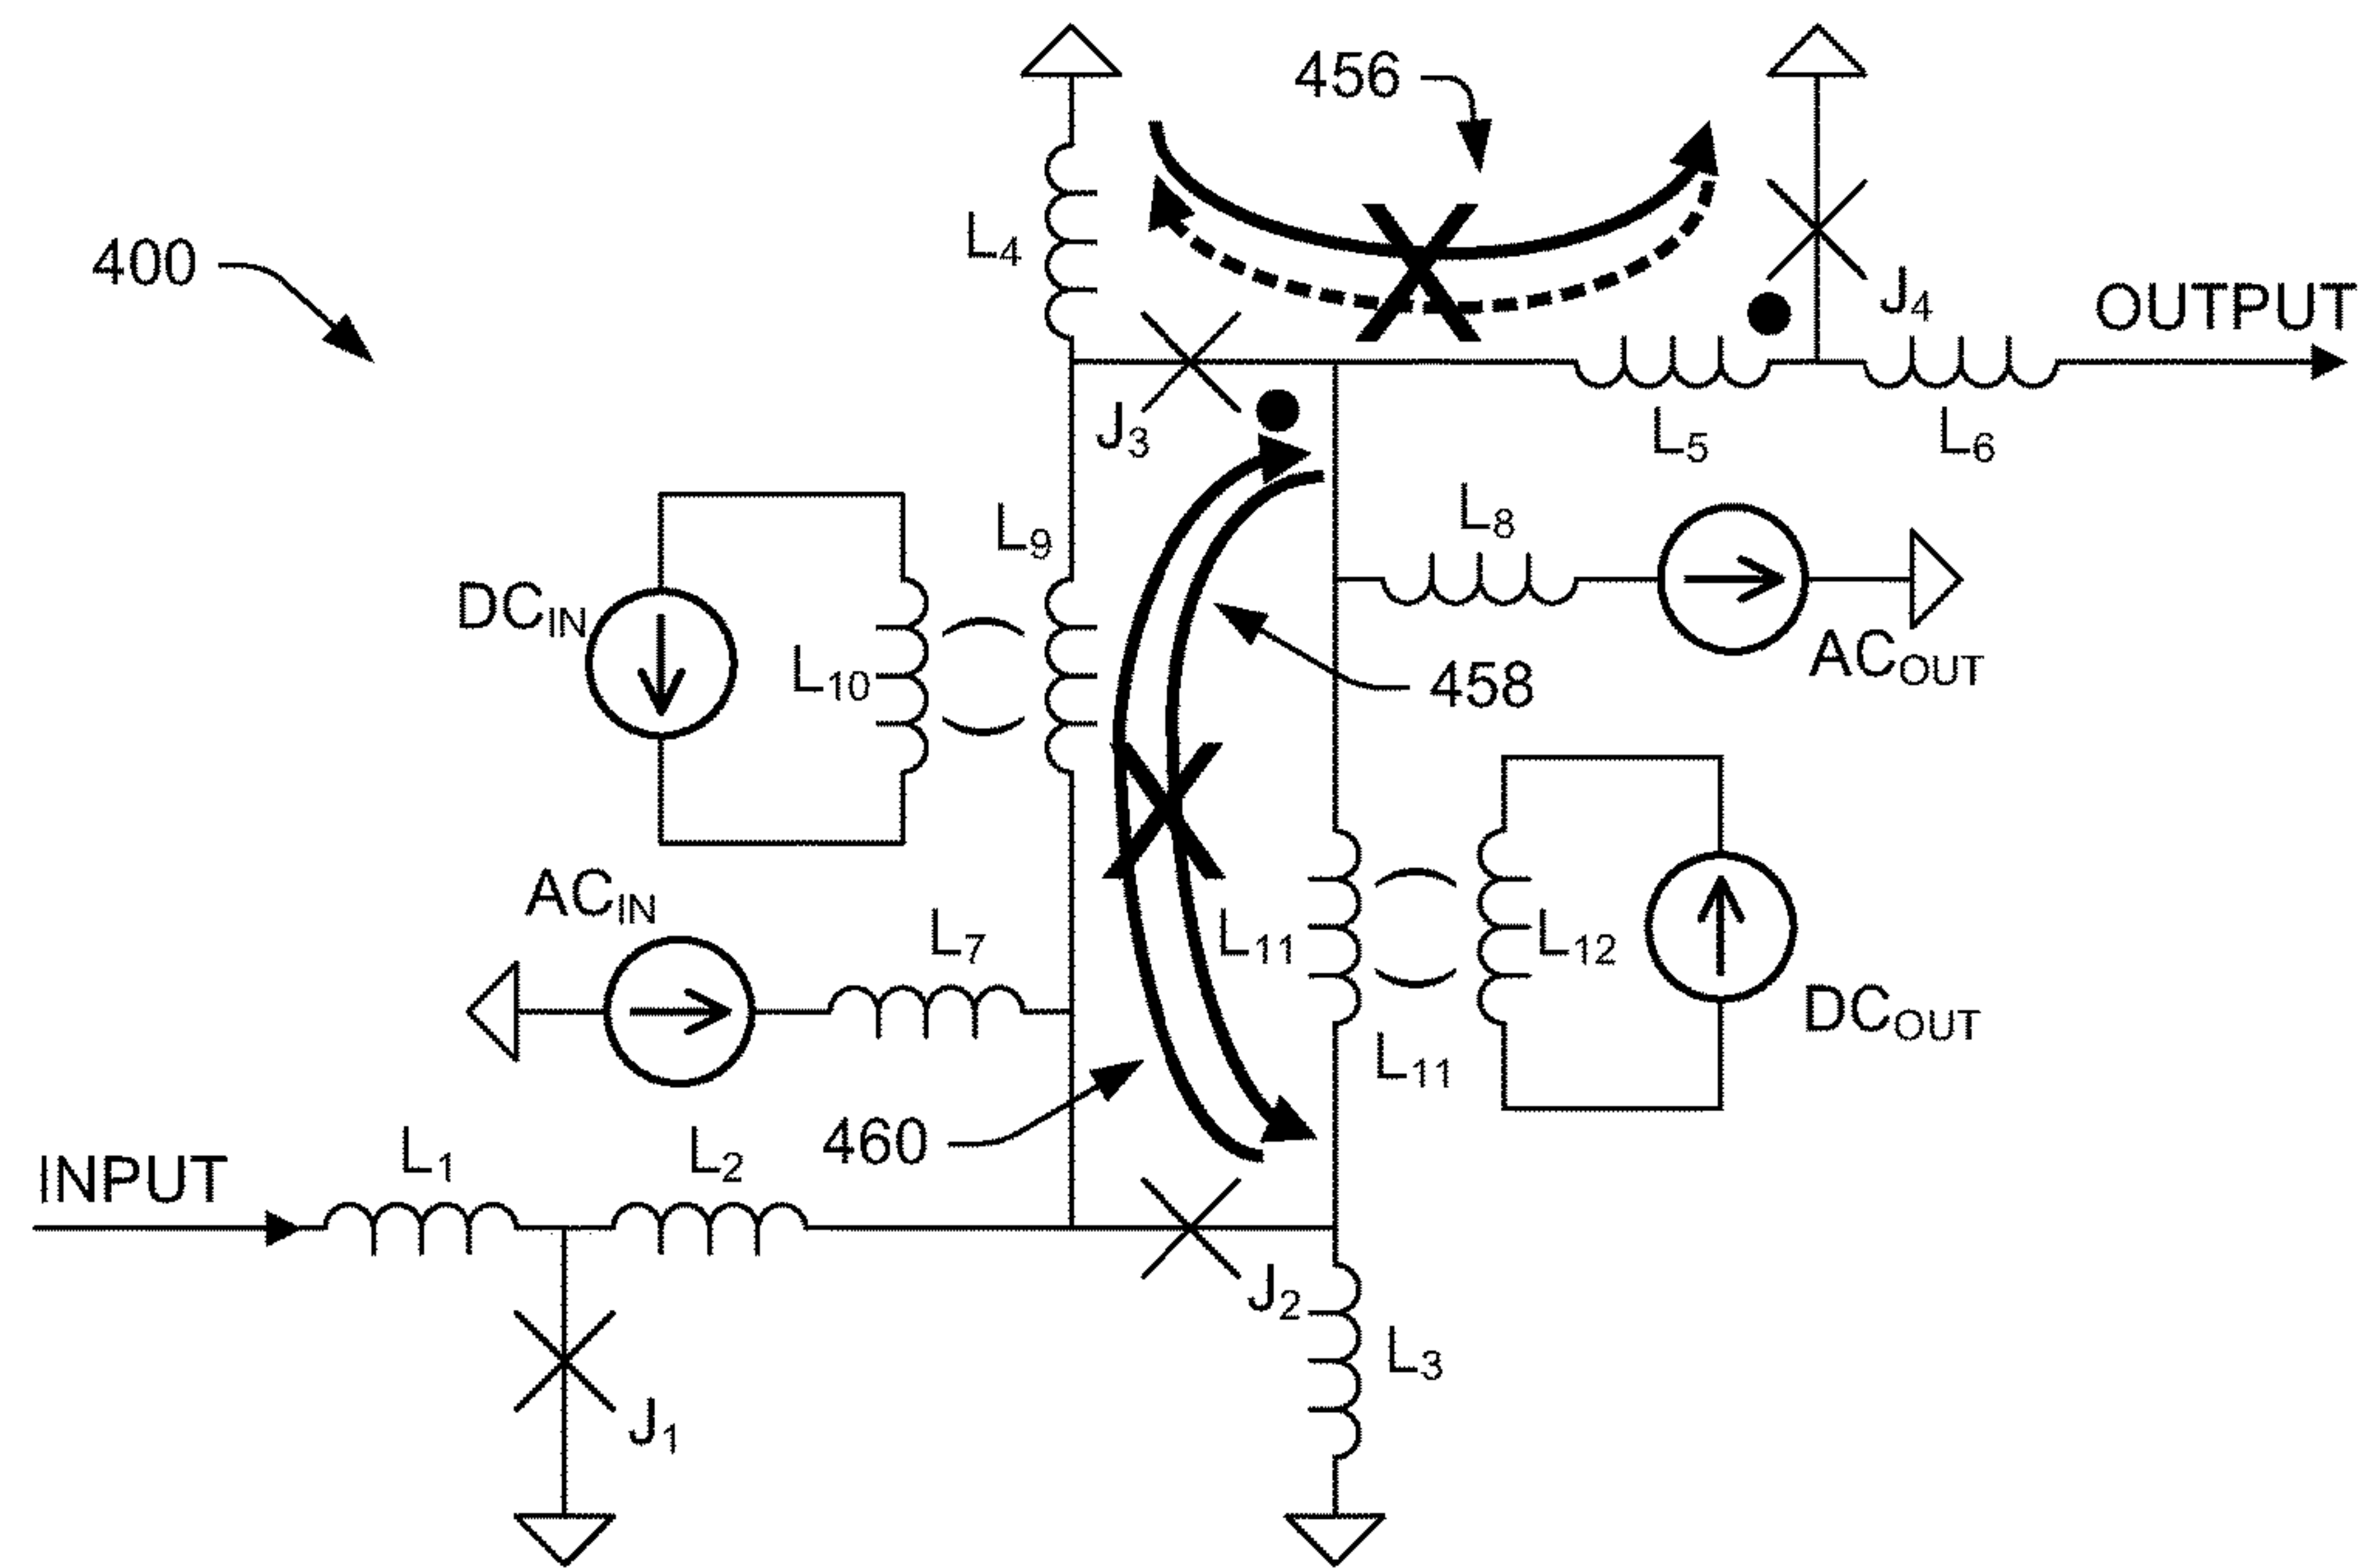 456
400
L4
J4
OUTPUT
J3
L5
L6
L9
L8
DCIN
L10
ACOUT
458
ACIN
L7
L11
L12
DCOUT
L11
460
INPUT
L1
L2
J2
L3
J1